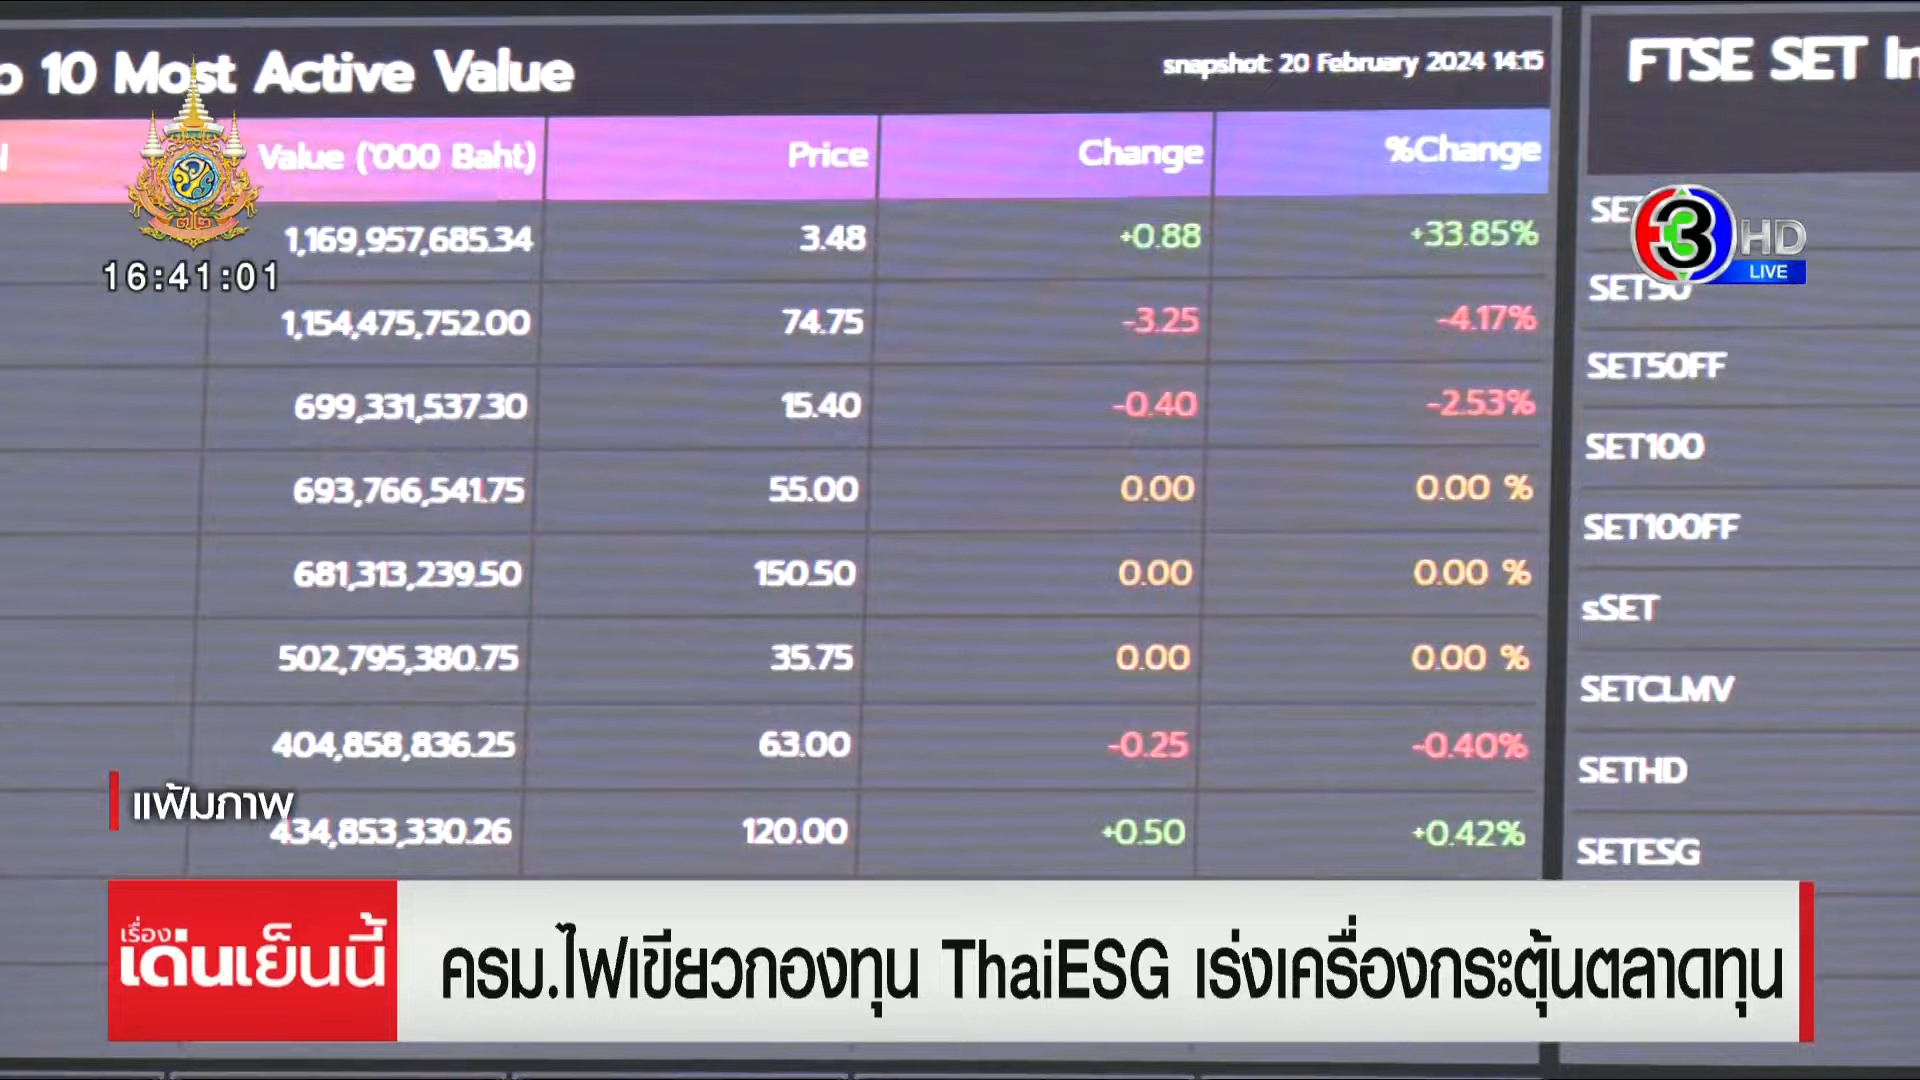 10 Most Active Value
snapshot: 20 February 2024 14:15
FTSE SET In
Value ('000 Baht) Price Change %Change
1,169,957,685.34 3.48 +0.88 +33.85%
1,154,475,752.00 74.75 -3.25 -4.17%
699,331,537.30 15.40 -0.40 -2.53%
693,766,541.75 55.00 0.00 0.00 %
681,313,239.50 150.50 0.00 0.00 %
502,795,380.75 35.75 0.00 0.00 %
404,858,836.25 63.00 -0.25 -0.40%
434,853,330.26 120.00 +0.50 +0.42%
SET50
SET50FF
SET100
SET100FF
sSET
SETCLMV
SETHD
SETESG
16:41:01
3 HD
LIVE
แฟ้มภาพ
เรื่อง
เด่นเย็นนี้
ครม.ไฟเขียวกองทุน ThaiESG เร่งเครื่องกระตุ้นตลาดทุน